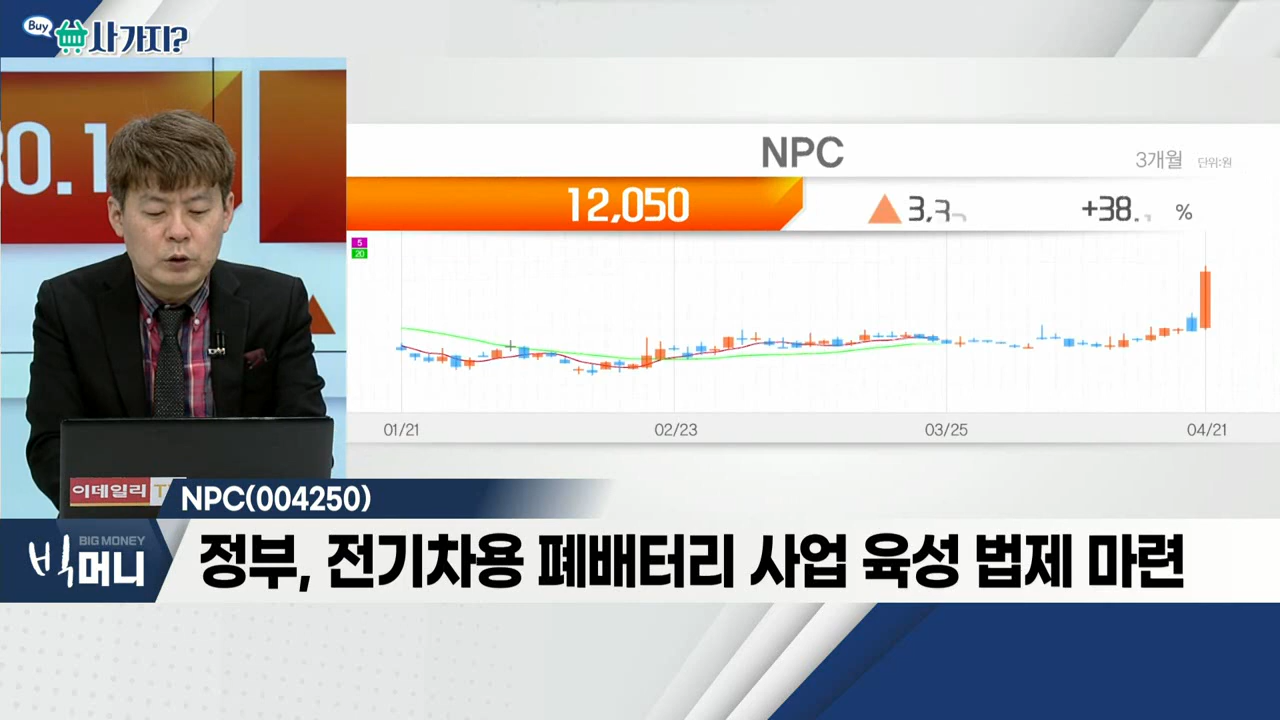 Buy
사가지?
NPC
3개월 단위:원
12,050
▲ +38. %
5
20
01/21 02/23 03/25 04/21
이데일리 T
NPC(004250)
BIG MONEY
빅머니
정부, 전기차용 폐배터리 사업 육성 법제 마련